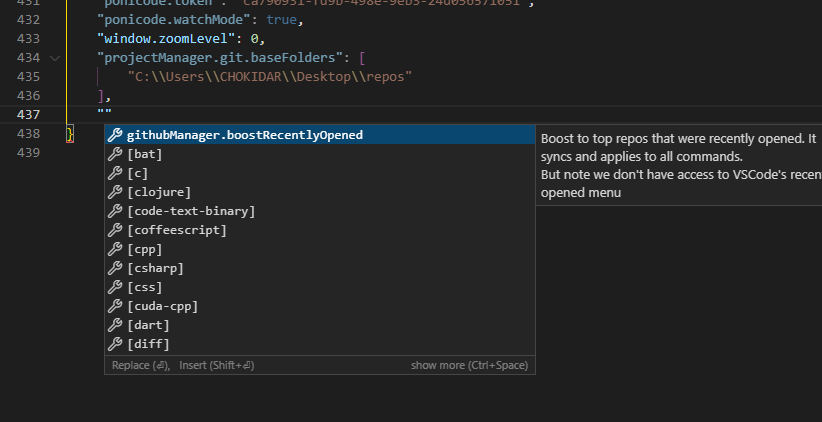 431 "ponicode.token": "ca790931-fd9b-498e-9eb3-24d056571051",
432 "ponicode.watchMode": true,
433 "window.zoomLevel": 0,
434 "projectManager.git.baseFolders": [
435 "C:\\Users\\CHOKIDAR\\Desktop\\repos"
436 ],
437 ""
438 }
439
githubManager.boostRecentlyOpened
[bat]
[c]
[clojure]
[code-text-binary]
[coffeescript]
[cpp]
[csharp]
[css]
[cuda-cpp]
[dart]
[diff]
Replace (⏎), Insert (Shift+⏎) show more (Ctrl+Space)
Boost to top repos that were recently opened. It
syncs and applies to all commands.
But note we don't have access to VSCode's recen
opened menu